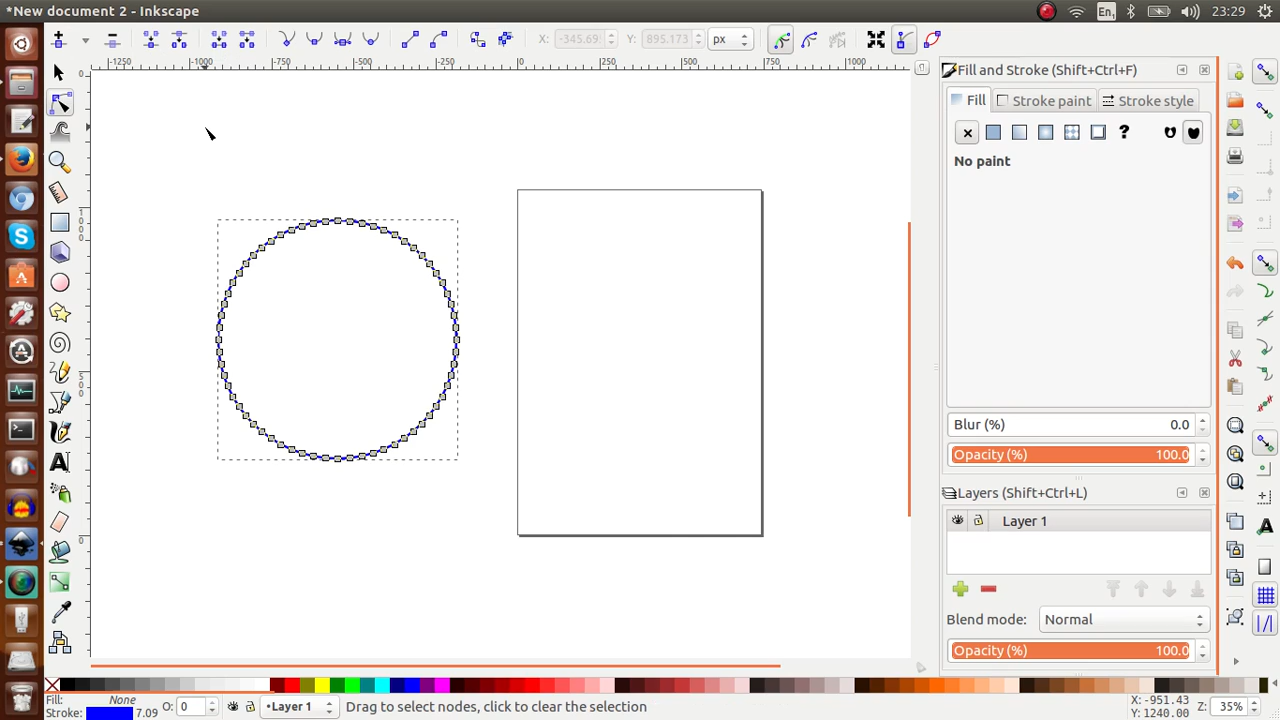 *New document 2 - Inkscape
En1
23:29
X: -345.69
Y: 895.173
px
-1250 -1000 -750 -500 -250 0 250 500 750 1000
Fill and Stroke (Shift+Ctrl+F)
Fill
Stroke paint
Stroke style
?
No paint
Blur (%) 0.0
Opacity (%) 100.0
Layers (Shift+Ctrl+L)
Layer 1
Blend mode: Normal
Opacity (%) 100.0
Fill: None
Stroke: 7.09
O: 0
•Layer 1
Drag to select nodes, click to clear the selection
X: -951.43
Y: 1240.00
Z: 35%